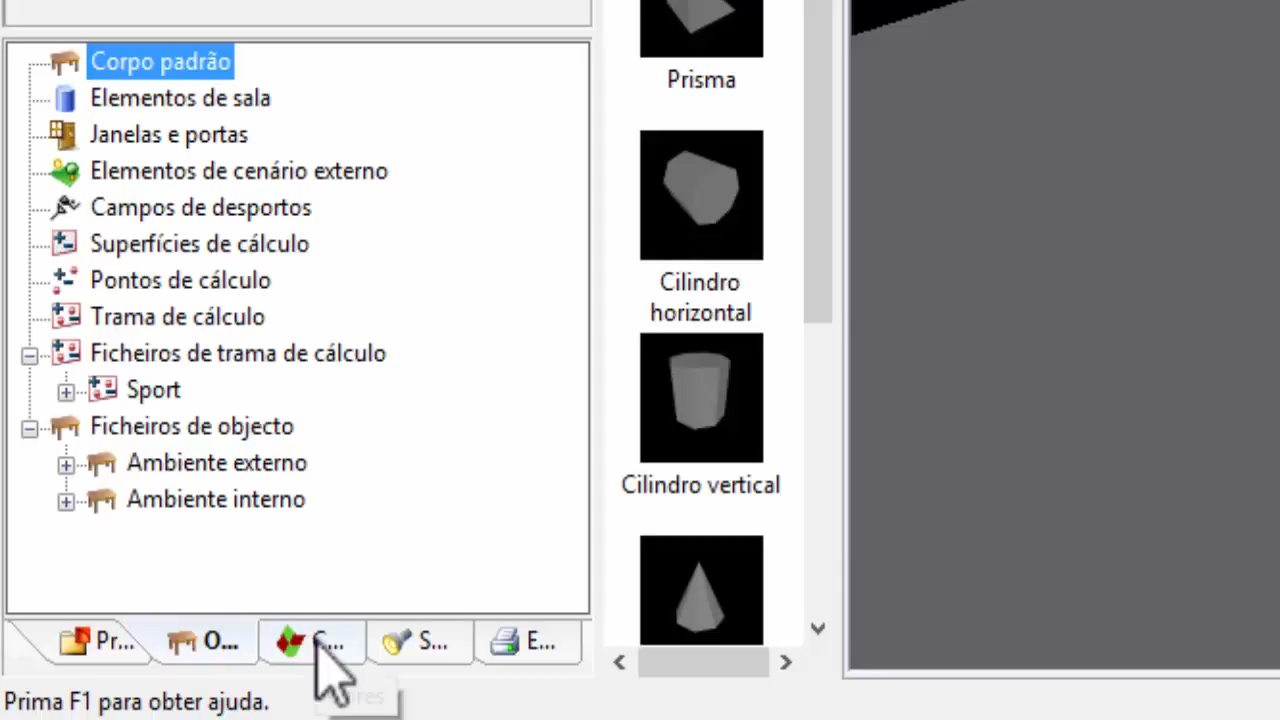 Corpo padrão
Elementos de sala
Janelas e portas
Elementos de cenário externo
Campos de desportos
Superfícies de cálculo
Pontos de cálculo
Trama de cálculo
Ficheiros de trama de cálculo
Sport
Ficheiros de objecto
Ambiente externo
Ambiente interno
Pr...
O...
C...
S...
E...
Prima F1 para obter ajuda.
Prisma
Cilindro
horizontal
Cilindro vertical